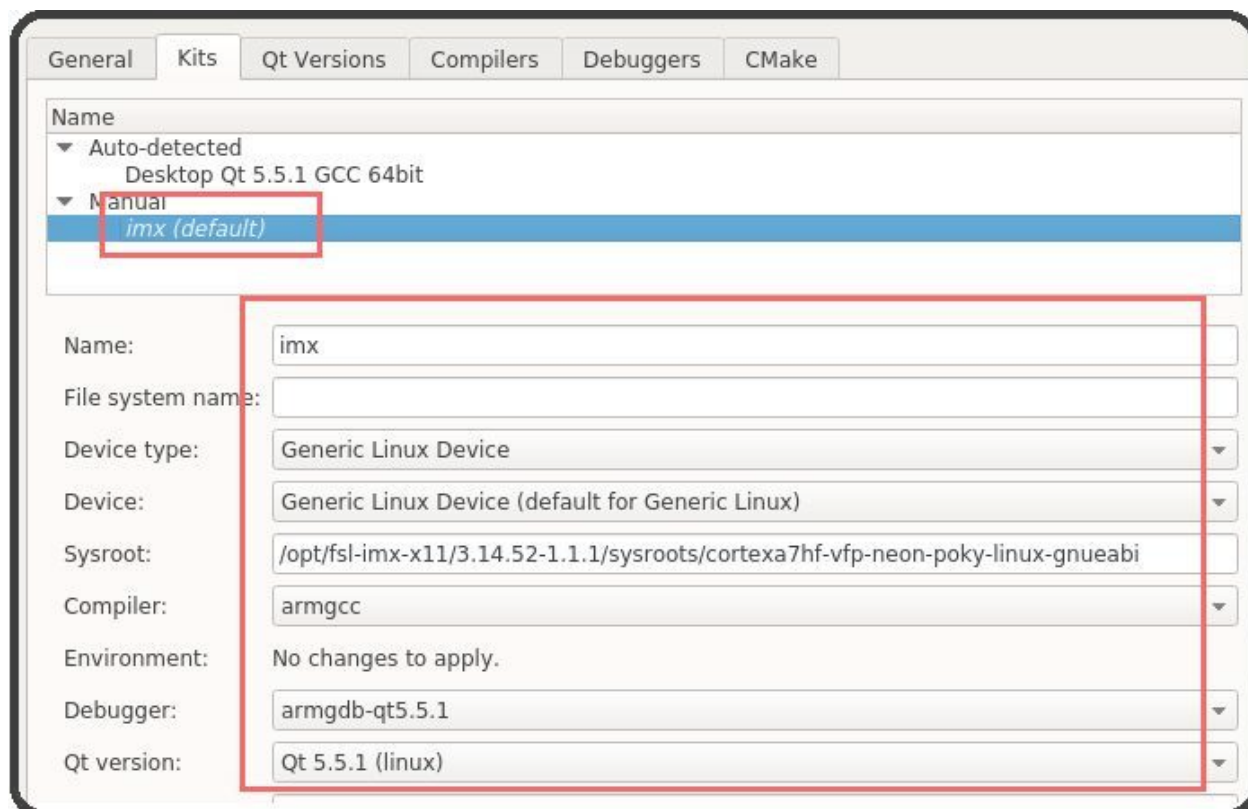 General Kits Qt Versions Compilers Debuggers CMake
Name
Auto-detected
Desktop Qt 5.5.1 GCC 64bit
Manual
imx (default)
Name: imx
File system name:
Device type: Generic Linux Device
Device: Generic Linux Device (default for Generic Linux)
Sysroot: /opt/fsl-imx-x11/3.14.52-1.1.1/sysroots/cortexa7hf-vfp-neon-poky-linux-gnueabi
Compiler: armgcc
Environment: No changes to apply.
Debugger: armgdb-qt5.5.1
Qt version: Qt 5.5.1 (linux)